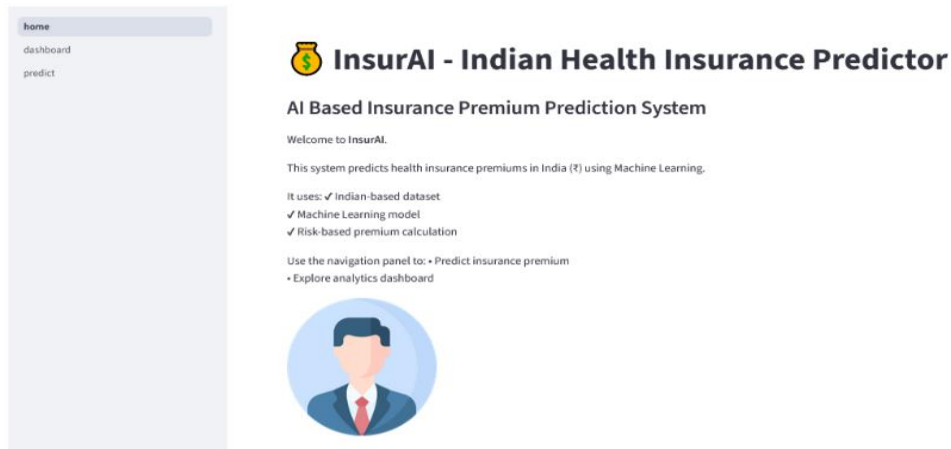 home
dashboard
predict
InsurAI - Indian Health Insurance Predictor
AI Based Insurance Premium Prediction System
Welcome to InsurAI.
This system predicts health insurance premiums in India (₹) using Machine Learning.
It uses: ✔ Indian-based dataset
✔ Machine Learning model
✔ Risk-based premium calculation
Use the navigation panel to: • Predict insurance premium
• Explore analytics dashboard